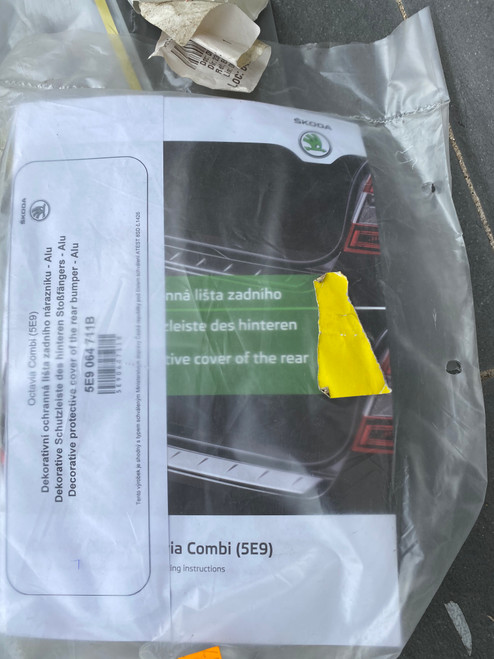 ŠKODA
nná lišta zadního
zleiste des hinteren
tive cover of the rear
ia Combi (5E9)
ing instructions
ŠKODA
Octavia Combi (5E9)
Dekorativní ochranná lišta zadního nárazníku - Alu
Dekorative Schutzleiste des hinteren Stoßfängers - Alu
Decorative protective cover of the rear bumper - Alu
5E9 064 711B
5E9064711B